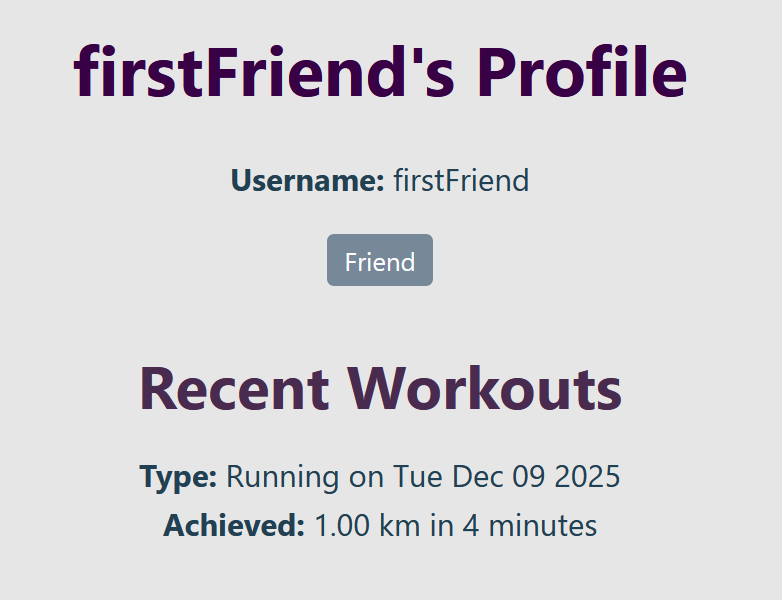 firstFriend's Profile
Username: firstFriend
Friend
Recent Workouts
Type: Running on Tue Dec 09 2025
Achieved: 1.00 km in 4 minutes